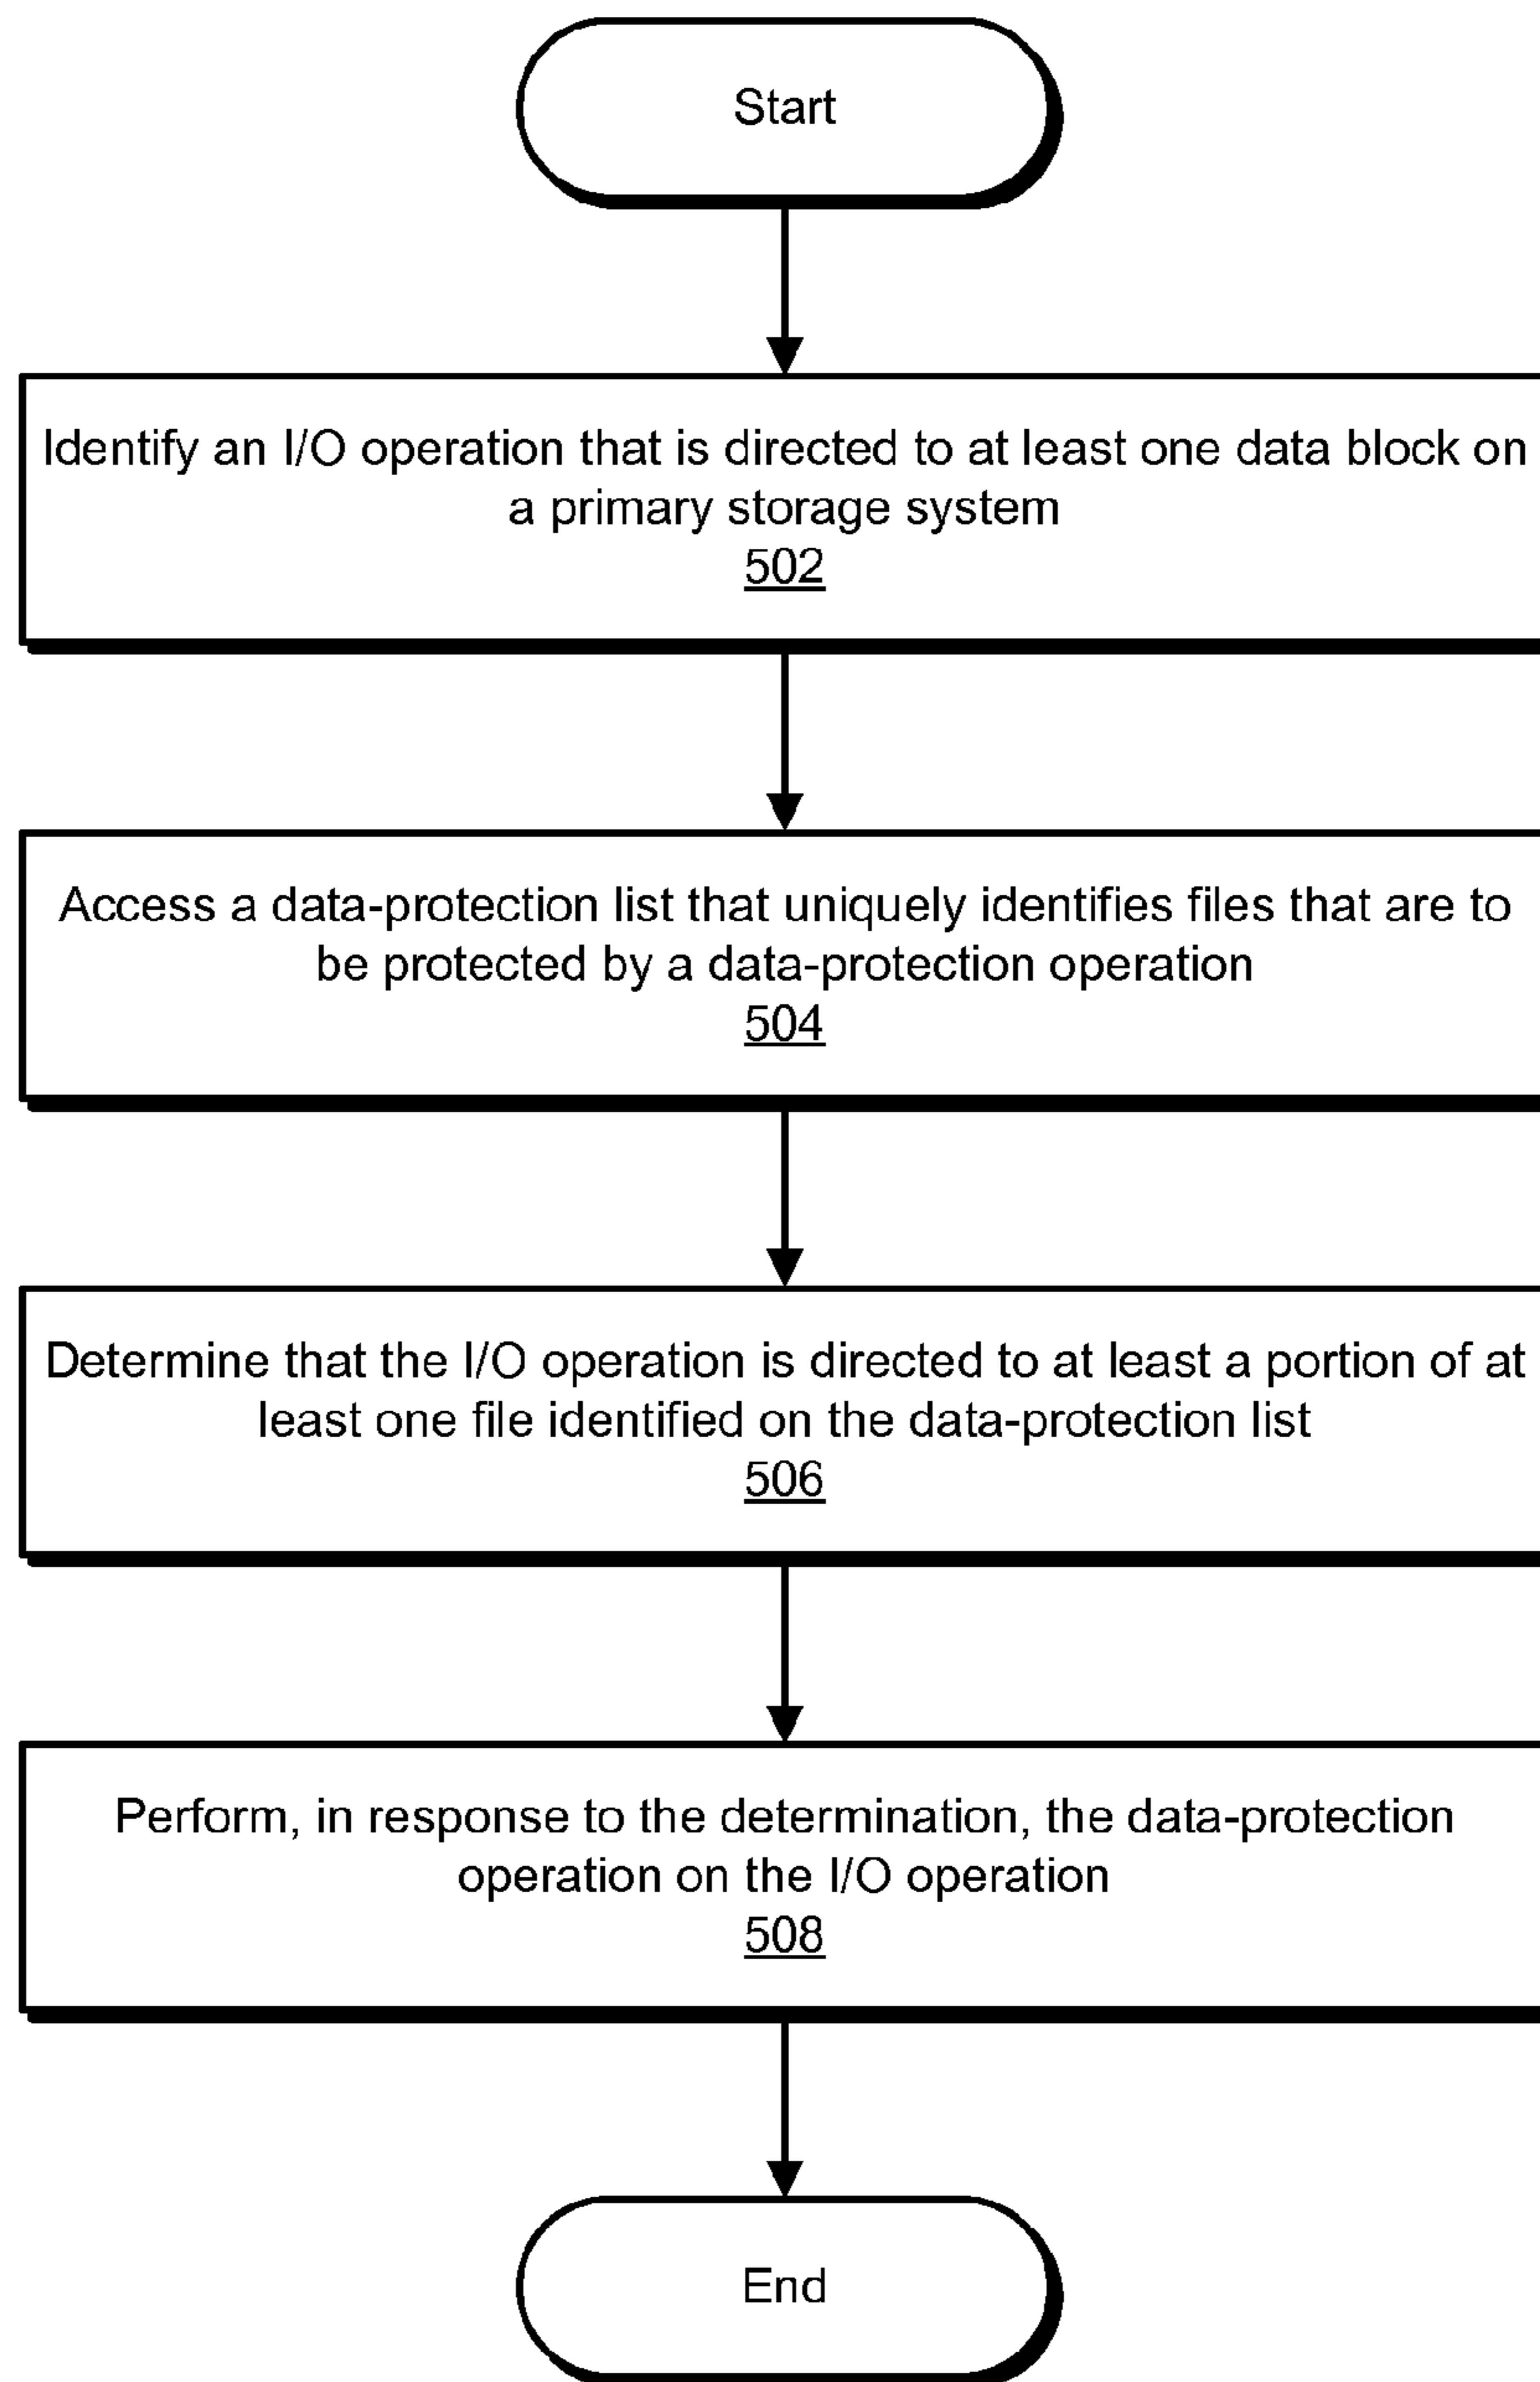 Start
Identify an I/O operation that is directed to at least one data block on
a primary storage system
502
Access a data-protection list that uniquely identifies files that are to
be protected by a data-protection operation
504
Determine that the I/O operation is directed to at least a portion of at
least one file identified on the data-protection list
506
Perform, in response to the determination, the data-protection
operation on the I/O operation
508
End